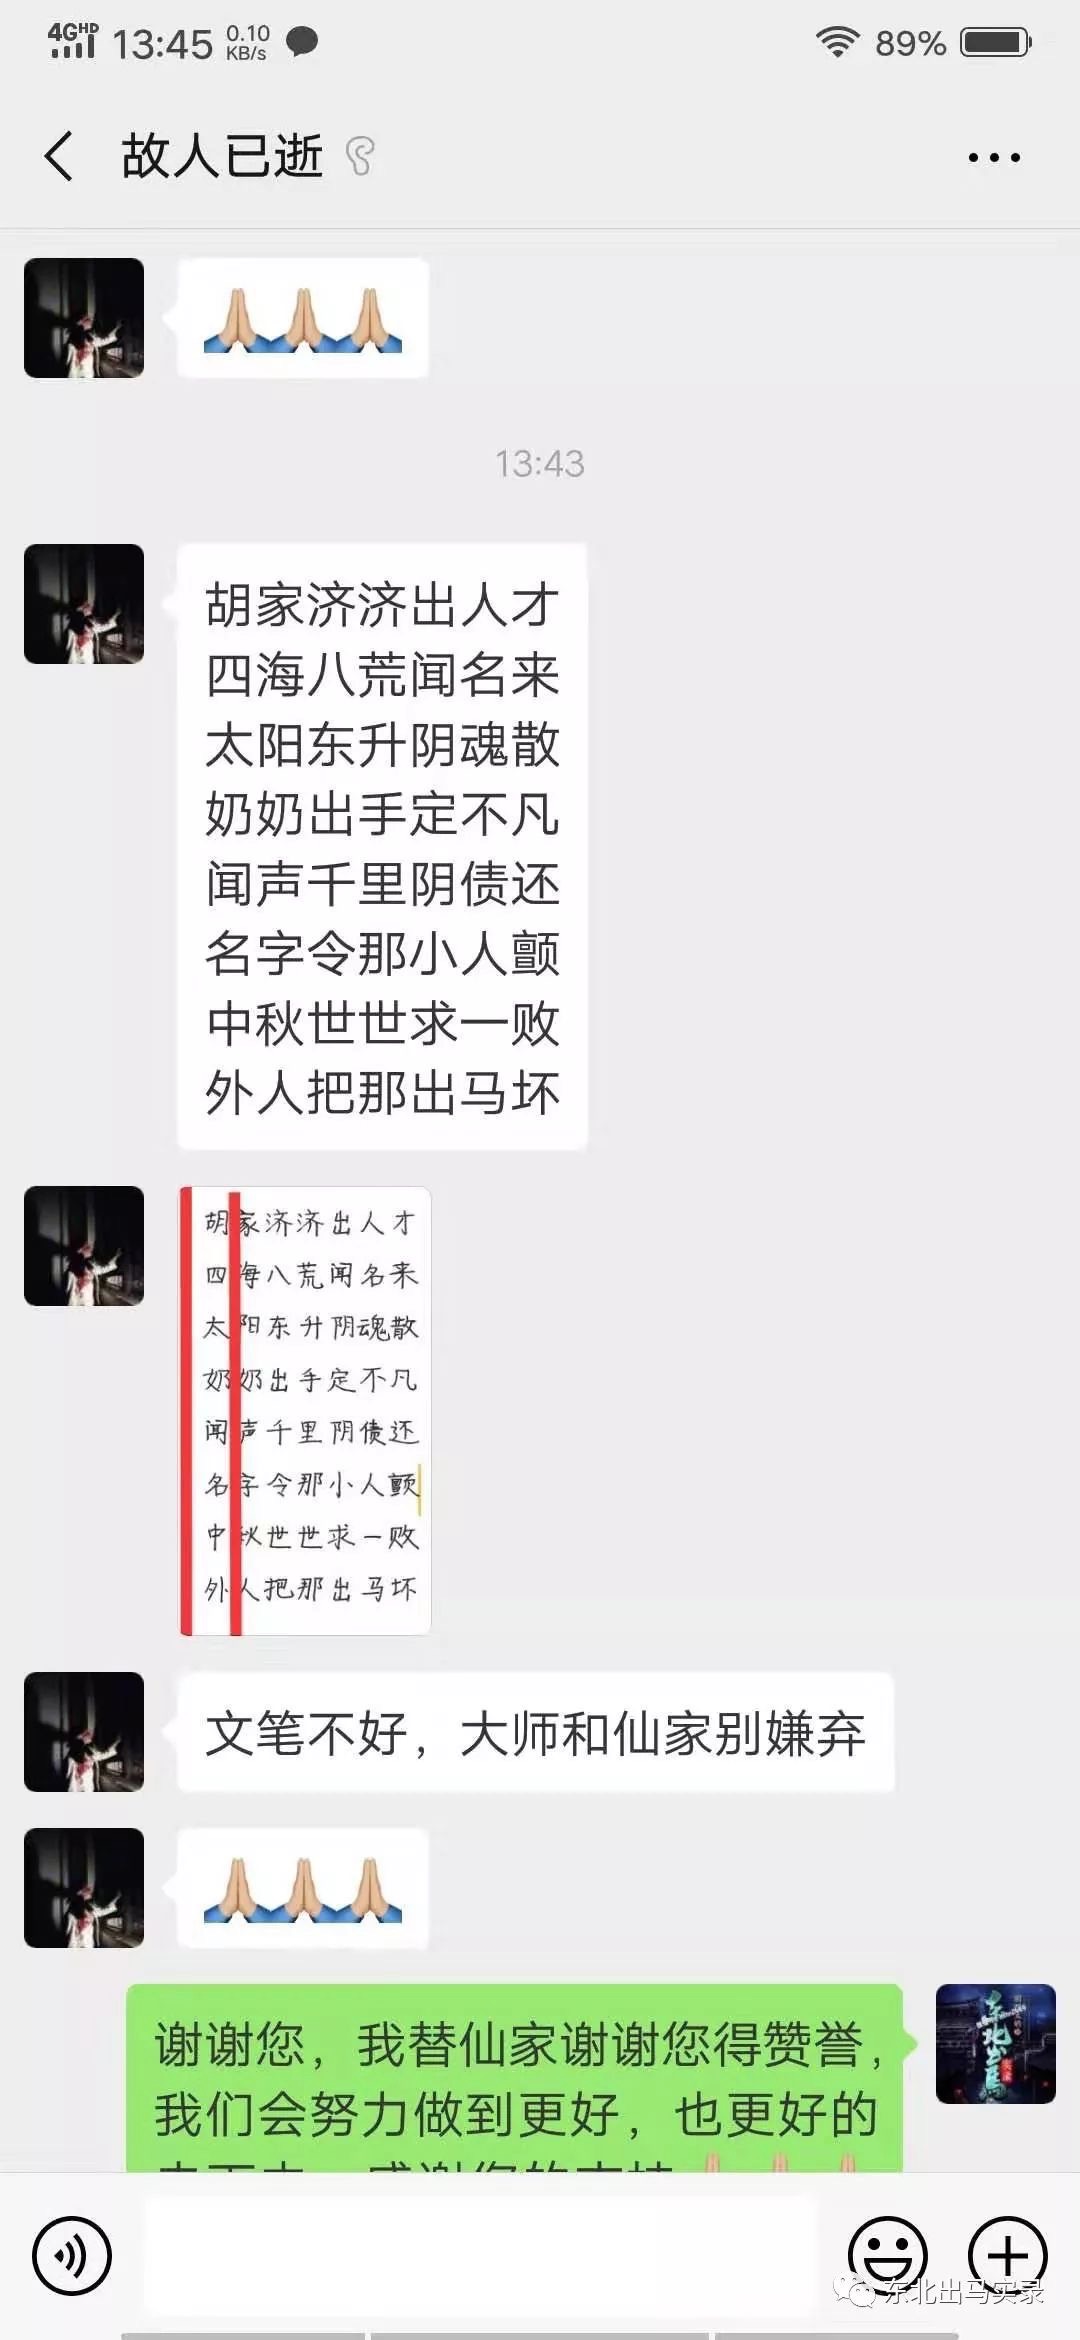 4G HD 13:45 0.10 KB/s 89%
故人已逝
🙏🙏🙏
13:43
胡家济济出人才
四海八荒闻名来
太阳东升阴魂散
奶奶出手定不凡
闻声千里阴债还
名字令那小人颤
中秋世世求一败
外人把那出马坏
胡家济济出人才
四海八荒闻名来
太阳东升阴魂散
奶奶出手定不凡
闻声千里阴债还
名字令那小人颤
中秋世世求一败
外人把那出马坏
文笔不好，大师和仙家别嫌弃
🙏🙏🙏
谢谢您，我替仙家谢谢您得赞誉，
我们会努力做到更好，也更好的
东北出马实录